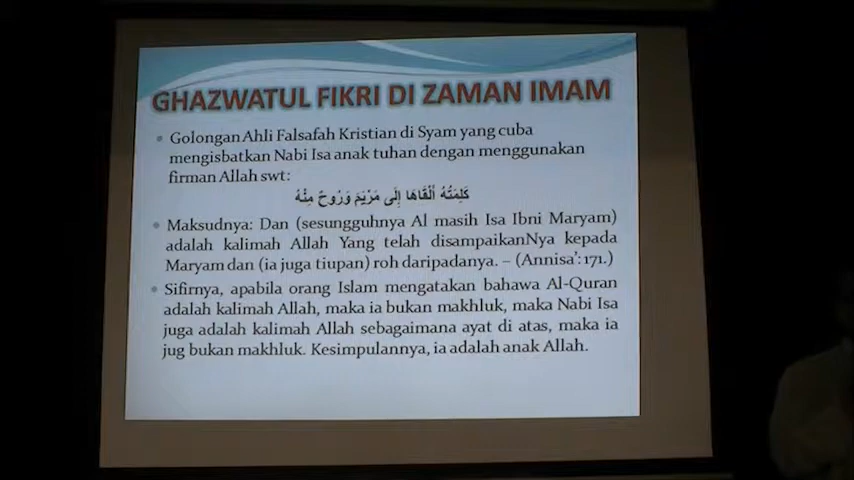 GHAZWATUL FIKRI DI ZAMAN IMAM
Golongan Ahli Falsafah Kristian di Syam yang cuba
mengisbatkan Nabi Isa anak tuhan dengan menggunakan
firman Allah swt:
كَلِمَتُهُ أَلْقَاهَا إِلَى مَرْيَمَ وَرُوحٌ مِنْهُ
Maksudnya: Dan (sesungguhnya Al masih Isa Ibni Maryam)
adalah kalimah Allah Yang telah disampaikanNya kepada
Maryam dan (ia juga tiupan) roh daripadanya. – (Annisa': 171.)
Sifirnya, apabila orang Islam mengatakan bahawa Al-Quran
adalah kalimah Allah, maka ia bukan makhluk, maka Nabi Isa
juga adalah kalimah Allah sebagaimana ayat di atas, maka ia
jug bukan makhluk. Kesimpulannya, ia adalah anak Allah.